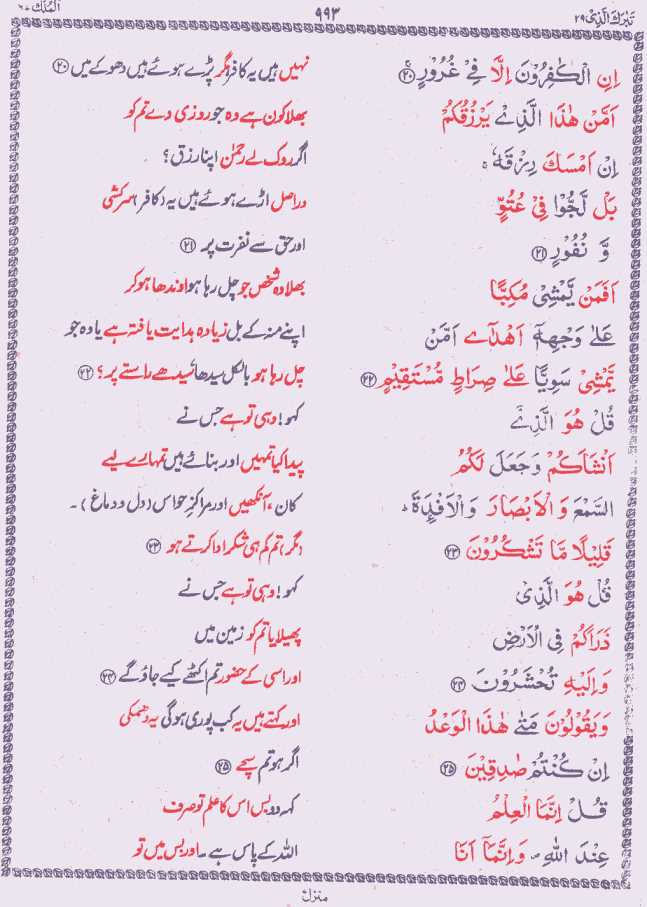 تَبٰرَكَ الَّذِیْ ۲۹ ۹۹۳ اَلْمُلْك ۶۷
اِنِ الْكٰفِرُوْنَ اِلَّا فِیْ غُرُوْرٍ ﴿۲۰﴾ نہیں ہیں یہ کافر مگر پڑے ہوئے ہیں دھوکے میں ﴿۲۰﴾
اَمَّنْ هٰذَا الَّذِیْ یَرْزُقُكُمْ بھلا کون ہے وہ جو روزی دے تم کو
اِنْ اَمْسَكَ رِزْقَهٗ ۚ اگر روک لے رحمٰن اپنا رزق؟
بَلْ لَّجُّوْا فِیْ عُتُوٍّ دراصل اڑے ہوئے ہیں یہ (کافر) سرکشی
وَّ نُفُوْرٍ ﴿۲۱﴾ اور حق سے نفرت پر ﴿۲۱﴾
اَفَمَنْ یَّمْشِیْ مُكِبًّا بھلا وہ شخص جو چل رہا ہو اوندھا ہو کر
عَلٰی وَجْهِهٖۤ اَهْدٰۤی اَمَّنْ اپنے منہ کے بل زیادہ ہدایت یافتہ ہے یا وہ جو
یَّمْشِیْ سَوِیًّا عَلٰی صِرَاطٍ مُّسْتَقِیْمٍ ﴿۲۲﴾ چل رہا ہو بالکل سیدھا سیدھے راستے پر؟ ﴿۲۲﴾
قُلْ هُوَ الَّذِیْۤ کہو! وہی تو ہے جس نے
اَنْشَاَكُمْ وَجَعَلَ لَكُمُ پیدا کیا تمہیں اور بنائے ہیں تمہارے لیے
السَّمْعَ وَالْاَبْصَارَ وَالْاَفْـِٕدَةَ ؕ کان، آنکھیں اور مراکزِ حواس (دل و دماغ)۔
قَلِیْلًا مَّا تَشْكُرُوْنَ ﴿۲۳﴾ (مگر) تم کم ہی شکر ادا کرتے ہو ﴿۲۳﴾
قُلْ هُوَ الَّذِیْ کہو! وہی تو ہے جس نے
ذَرَاَكُمْ فِی الْاَرْضِ پھیلایا تم کو زمین میں
وَاِلَیْهِ تُحْشَرُوْنَ ﴿۲۴﴾ اور اسی کے حضور تم اکٹھے کیے جاؤ گے ﴿۲۴﴾
وَیَقُوْلُوْنَ مَتٰی هٰذَا الْوَعْدُ اور کہتے ہیں یہ کب پوری ہوگی یہ دھمکی
اِنْ كُنْتُمْ صٰدِقِیْنَ ﴿۲۵﴾ اگر ہو تم سچے ﴿۲۵﴾
قُلْ اِنَّمَا الْعِلْمُ کہہ دو بس اس کا علم تو صرف
عِنْدَ اللّٰهِ ۪ وَاِنَّمَاۤ اَنَا اللہ کے پاس ہے۔ اور بس میں تو
منزل